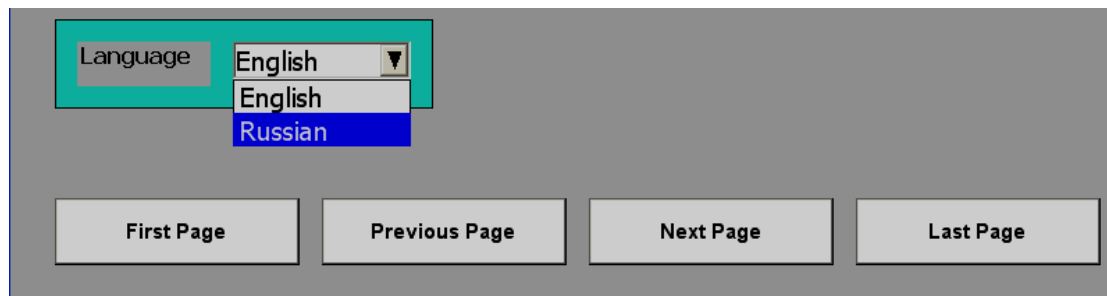 Language English
English
Russian
First Page Previous Page Next Page Last Page